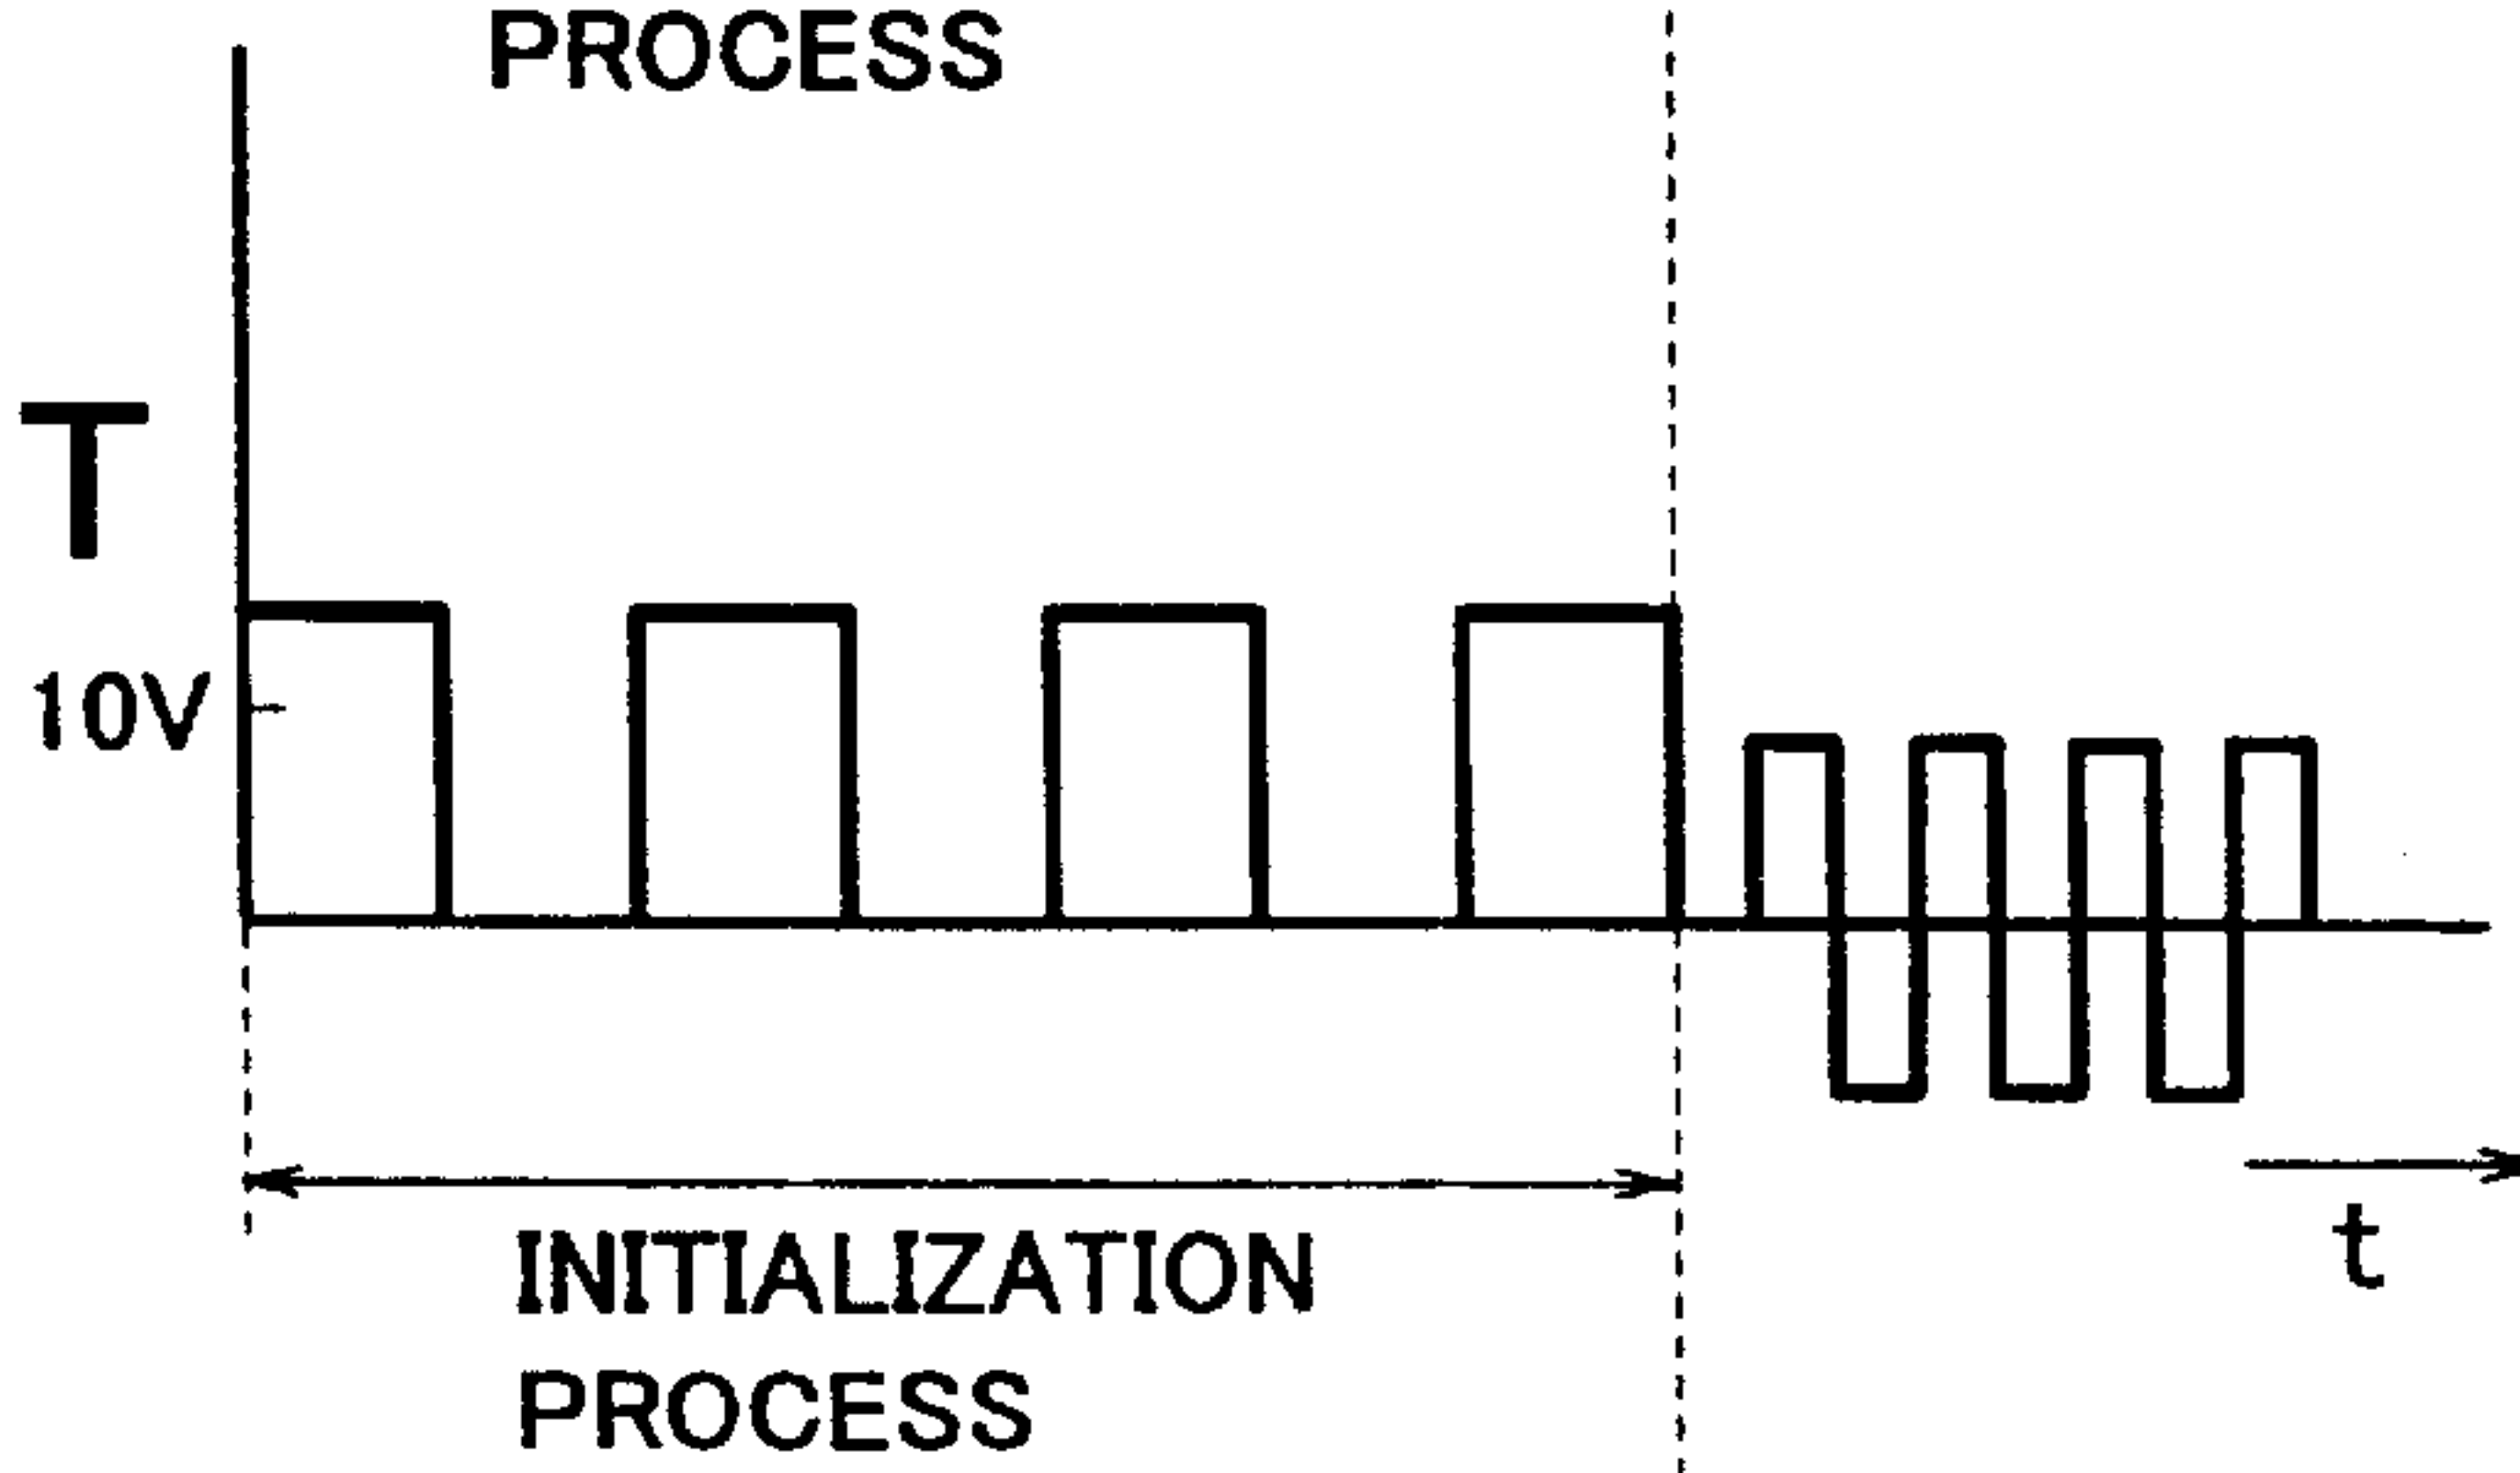 PROCESS
T
10V
INITIALIZATION
PROCESS
t